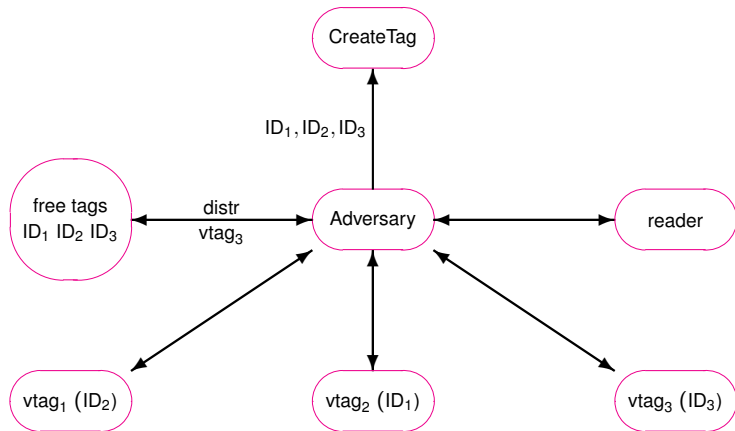 CreateTag
ID₁, ID₂, ID₃
free tags
ID₁ ID₂ ID₃
distr
vtag₃
Adversary
reader
vtag₁ (ID₂)
vtag₂ (ID₁)
vtag₃ (ID₃)